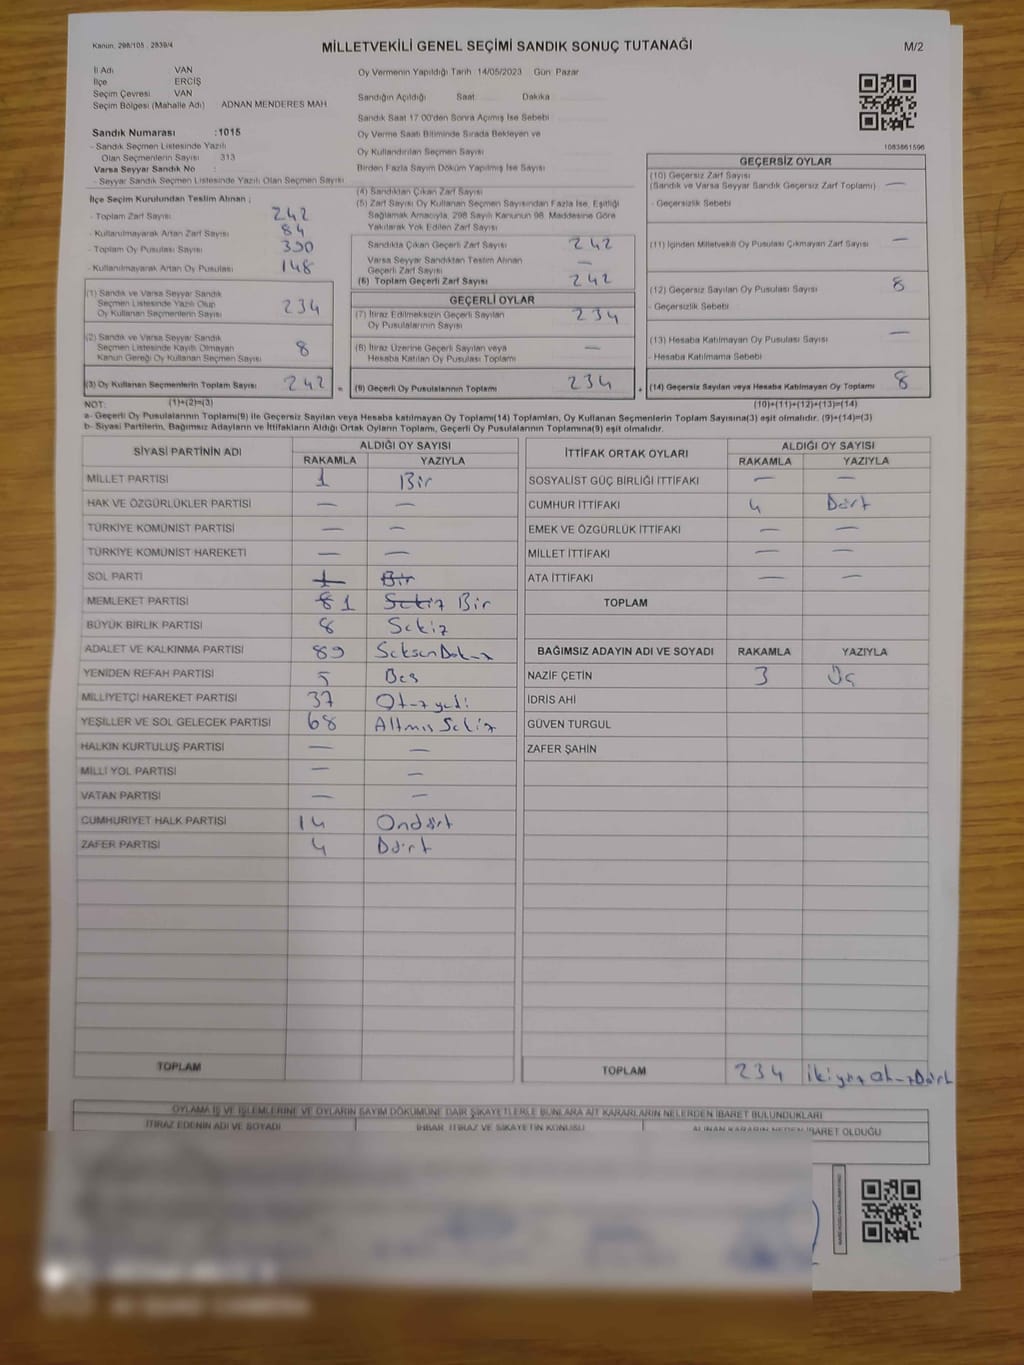 Kanun: 298/105 , 2839/4
MİLLETVEKİLİ GENEL SEÇİMİ SANDIK SONUÇ TUTANAĞI
M/2
İl Adı VAN
İlçe ERCİŞ
Seçim Çevresi VAN
Seçim Bölgesi (Mahalle Adı) ADNAN MENDERES MAH
Sandık Numarası :1015
- Sandık Seçmen Listesinde Yazılı
Olan Seçmenlerin Sayısı 313
Varsa Seyyar Sandık No :
- Seyyar Sandık Seçmen Listesinde Yazılı Olan Seçmen Sayısı
Oy Vermenin Yapıldığı Tarih :14/05/2023 Gün: Pazar
Sandığın Açıldığı Saat: Dakika
Sandık Saat 17:00'den Sonra Açılmış İse Sebebi
Oy Verme Saati Bitiminde Sırada Bekleyen ve
Oy Kullandırılan Seçmen Sayısı
Birden Fazla Sayım Döküm Yapılmış İse Sayısı
1083861596
İlçe Seçim Kurulundan Teslim Alınan ;
- Toplam Zarf Sayısı 242
- Kullanılmayarak Artan Zarf Sayısı 84
- Toplam Oy Pusulası Sayısı 390
- Kullanılmayarak Artan Oy Pusulası 148
(1) Sandık ve Varsa Seyyar Sandık
Seçmen Listesinde Yazılı Olup
Oy Kullanan Seçmenlerin Sayısı 234
(2) Sandık ve Varsa Seyyar Sandık
Seçmen Listesinde Kayıtlı Olmayan
Kanun Gereği Oy Kullanan Seçmen Sayısı 8
(3) Oy Kullanan Seçmenlerin Toplam Sayısı 242 =
(1)+(2)=(3)
(4) Sandıktan Çıkan Zarf Sayısı
(5) Zarf Sayısı Oy Kullanan Seçmen Sayısından Fazla İse, Eşitliği
Sağlamak Amacıyla, 298 Sayılı Kanunun 98. Maddesine Göre
Yakılarak Yok Edilen Zarf Sayısı
Sandıkta Çıkan Geçerli Zarf Sayısı 242
Varsa Seyyar Sandıktan Teslim Alınan
Geçerli Zarf Sayısı —
(6) Toplam Geçerli Zarf Sayısı 242
GEÇERLİ OYLAR
(7) İtiraz Edilmeksizin Geçerli Sayılan
Oy Pusulalarının Sayısı 234
(8) İtiraz Üzerine Geçerli Sayılan veya
Hesaba Katılan Oy Pusulası Toplamı —
(9) Geçerli Oy Pusulalarının Toplamı 234 +
GEÇERSİZ OYLAR
(10) Geçersiz Zarf Sayısı
(Sandık ve Varsa Seyyar Sandık Geçersiz Zarf Toplamı) —
- Geçersizlik Sebebi
(11) İçinden Milletvekili Oy Pusulası Çıkmayan Zarf Sayısı —
(12) Geçersiz Sayılan Oy Pusulası Sayısı 8
- Geçersizlik Sebebi
(13) Hesaba Katılmayan Oy Pusulası Sayısı —
- Hesaba Katılmama Sebebi
(14) Geçersiz Sayılan veya Hesaba Katılmayan Oy Toplamı 8
(10)+(11)+(12)+(13)=(14)
NOT:
a- Geçerli Oy Pusulalarının Toplamı(9) ile Geçersiz Sayılan veya Hesaba katılmayan Oy Toplamı(14) Toplamları, Oy Kullanan Seçmenlerin Toplam Sayısına(3) eşit olmalıdır. (9)+(14)=(3)
b- Siyasi Partilerin, Bağımsız Adayların ve İttifakların Aldığı Ortak Oyların Toplamı, Geçerli Oy Pusulalarının Toplamına(9) eşit olmalıdır.
SİYASİ PARTİNİN ADI ALDIĞI OY SAYISI
RAKAMLA YAZIYLA
MİLLET PARTİSİ 1 Bir
HAK VE ÖZGÜRLÜKLER PARTİSİ — —
TÜRKİYE KOMÜNİST PARTİSİ — —
TÜRKİYE KOMÜNİST HAREKETİ — —
SOL PARTİ 1 Bir
MEMLEKET PARTİSİ 8 1 Sekiz Bir
BÜYÜK BİRLİK PARTİSİ 8 Sekiz
ADALET VE KALKINMA PARTİSİ 89 SeksenDokuz
YENİDEN REFAH PARTİSİ 5 Beş
MİLLİYETÇİ HAREKET PARTİSİ 37 Otuzyedi
YEŞİLLER VE SOL GELECEK PARTİSİ 68 Altmış Sekiz
HALKIN KURTULUŞ PARTİSİ — —
MİLLİ YOL PARTİSİ — —
VATAN PARTİSİ — —
CUMHURİYET HALK PARTİSİ 14 Ondört
ZAFER PARTİSİ 4 Dört
TOPLAM
İTTİFAK ORTAK OYLARI ALDIĞI OY SAYISI
RAKAMLA YAZIYLA
SOSYALİST GÜÇ BİRLİĞİ İTTİFAKI — —
CUMHUR İTTİFAKI 4 Dört
EMEK VE ÖZGÜRLÜK İTTİFAKI — —
MİLLET İTTİFAKI — —
ATA İTTİFAKI — —
TOPLAM
BAĞIMSIZ ADAYIN ADI VE SOYADI RAKAMLA YAZIYLA
NAZİF ÇETİN 3 Üç
İDRİS AHİ
GÜVEN TURGUL
ZAFER ŞAHİN
TOPLAM 234 ikiyüz Otuz Dört
OYLAMA İŞ VE İŞLEMLERİNE VE OYLARIN SAYIM DÖKÜMÜNE DAİR ŞİKAYETLERLE BUNLARA AİT KARARLARIN NELERDEN İBARET BULUNDUKLARI
İTİRAZ EDENİN ADI VE SOYADI İHBAR, İTİRAZ VE ŞİKAYETİN KONUSU ALINAN KARARIN NEDEN İBARET OLDUĞU